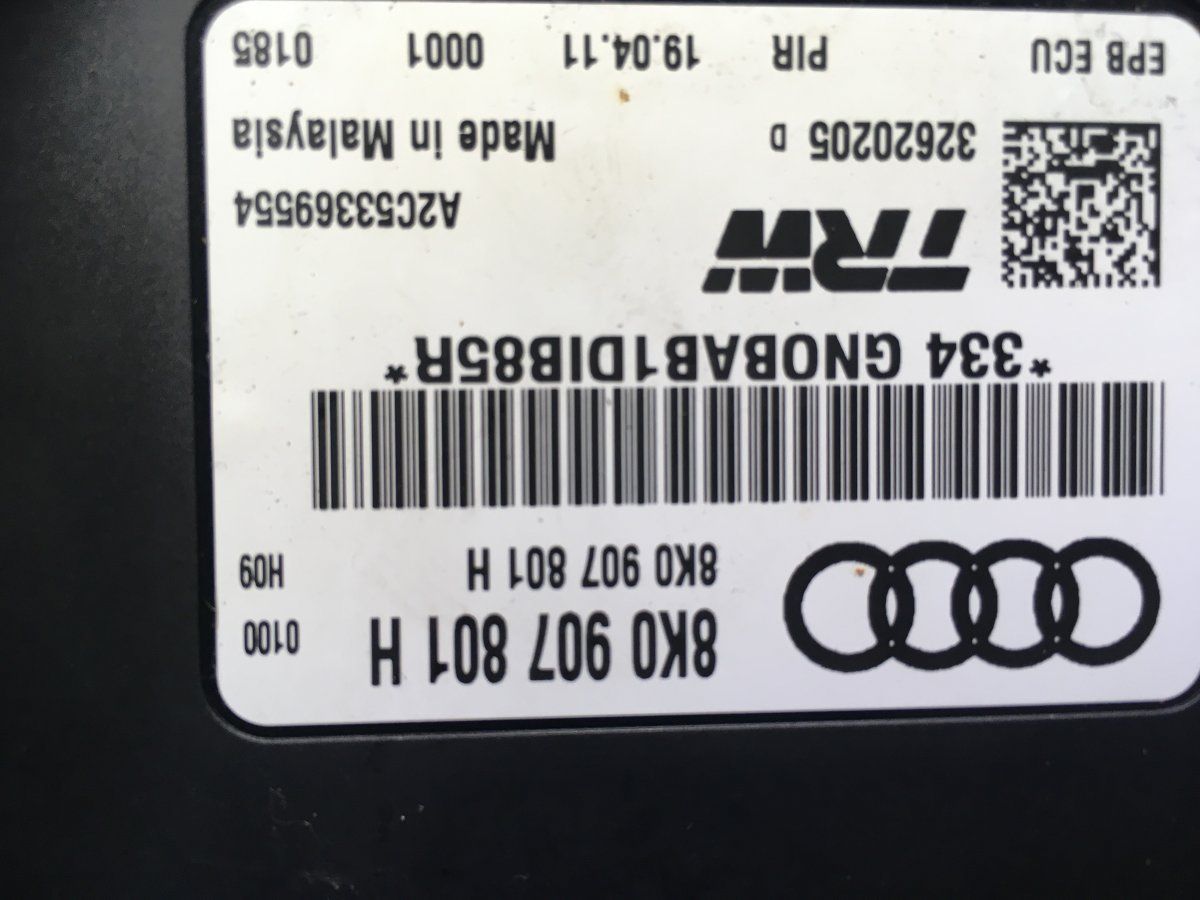 8K0 907 801 H 0100
8K0 907 801 H H09
*334 GNOBAB1DIB85R*
TRW A2C53369554
32620205 D Made in Malaysia
EPB ECU PIR 19.04.11 0001 0185